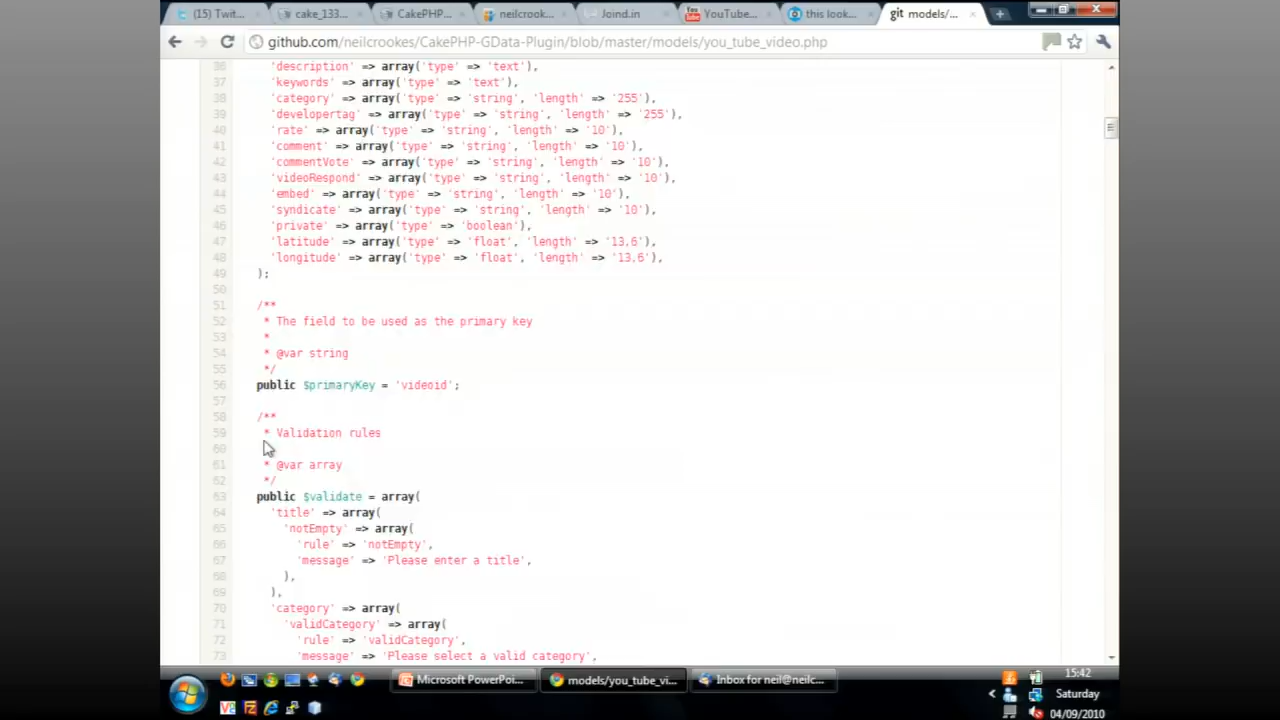 (15) Twit... cake_133... CakePHP... neilcrook... Joind.in YouTube... this look... git models/...
github.com/neilcrookes/CakePHP-GData-Plugin/blob/master/models/you_tube_video.php
36 'description' => array('type' => 'text'),
37 'keywords' => array('type' => 'text'),
38 'category' => array('type' => 'string', 'length' => '255'),
39 'developertag' => array('type' => 'string', 'length' => '255'),
40 'rate' => array('type' => 'string', 'length' => '10'),
41 'comment' => array('type' => 'string', 'length' => '10'),
42 'commentVote' => array('type' => 'string', 'length' => '10'),
43 'videoRespond' => array('type' => 'string', 'length' => '10'),
44 'embed' => array('type' => 'string', 'length' => '10'),
45 'syndicate' => array('type' => 'string', 'length' => '10'),
46 'private' => array('type' => 'boolean'),
47 'latitude' => array('type' => 'float', 'length' => '13,6'),
48 'longitude' => array('type' => 'float', 'length' => '13,6'),
49 );
50
51 /**
52 * The field to be used as the primary key
53 *
54 * @var string
55 */
56 public $primaryKey = 'videoid';
57
58 /**
59 * Validation rules
60
61 * @var array
62 */
63 public $validate = array(
64 'title' => array(
65 'notEmpty' => array(
66 'rule' => 'notEmpty',
67 'message' => 'Please enter a title',
68 ),
69 ),
70 'category' => array(
71 'validCategory' => array(
72 'rule' => 'validCategory',
73 'message' => 'Please select a valid category',
Microsoft PowerPoi... models/you_tube_vi... Inbox for neil@neilc...
15:42
Saturday
04/09/2010